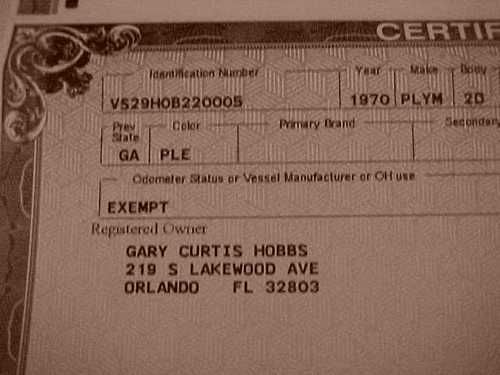 CERTIF
Identification Number Year Make Body
VS29H0B220005 1970 PLYM 2D
Prev State Color Primary Brand Secondary
GA PLE
Odometer Status or Vessel Manufacturer or OH use
EXEMPT
Registered Owner
GARY CURTIS HOBBS
219 S LAKEWOOD AVE
ORLANDO FL 32803